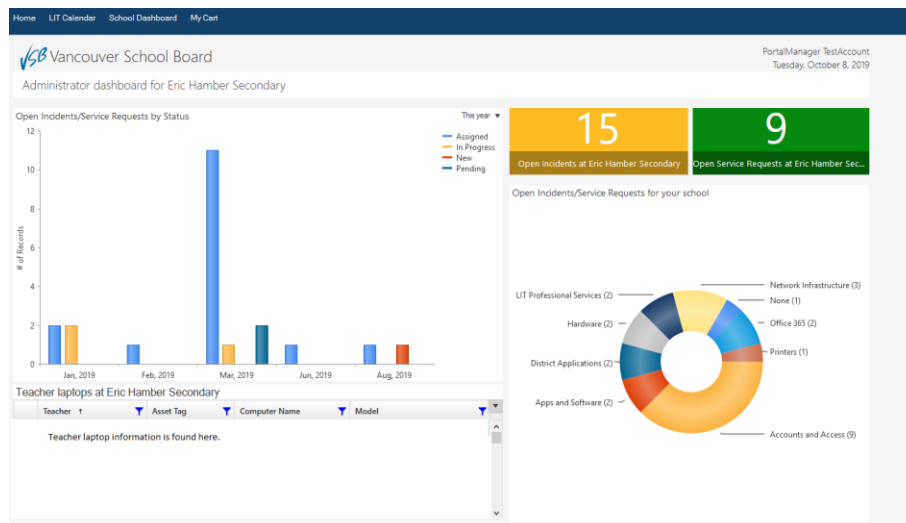 Home LIT Calendar School Dashboard My Cart
VSB Vancouver School Board
PortalManager TestAccount
Tuesday, October 8, 2019
Administrator dashboard for Eric Hamber Secondary
Open Incidents/Service Requests by Status
This year
Assigned
In Progress
New
Pending
# of Records
12
10
8
6
4
2
0
Jan, 2019 Feb, 2019 Mar, 2019 Jun, 2019 Aug, 2019
15
Open Incidents at Eric Hamber Secondary
9
Open Service Requests at Eric Hamber Sec...
Open Incidents/Service Requests for your school
Network Infrastructure (3)
None (1)
Office 365 (2)
Printers (1)
Accounts and Access (9)
Apps and Software (2)
District Applications (2)
Hardware (2)
LIT Professional Services (2)
Teacher laptops at Eric Hamber Secondary
Teacher ↑ Asset Tag Computer Name Model
Teacher laptop information is found here.